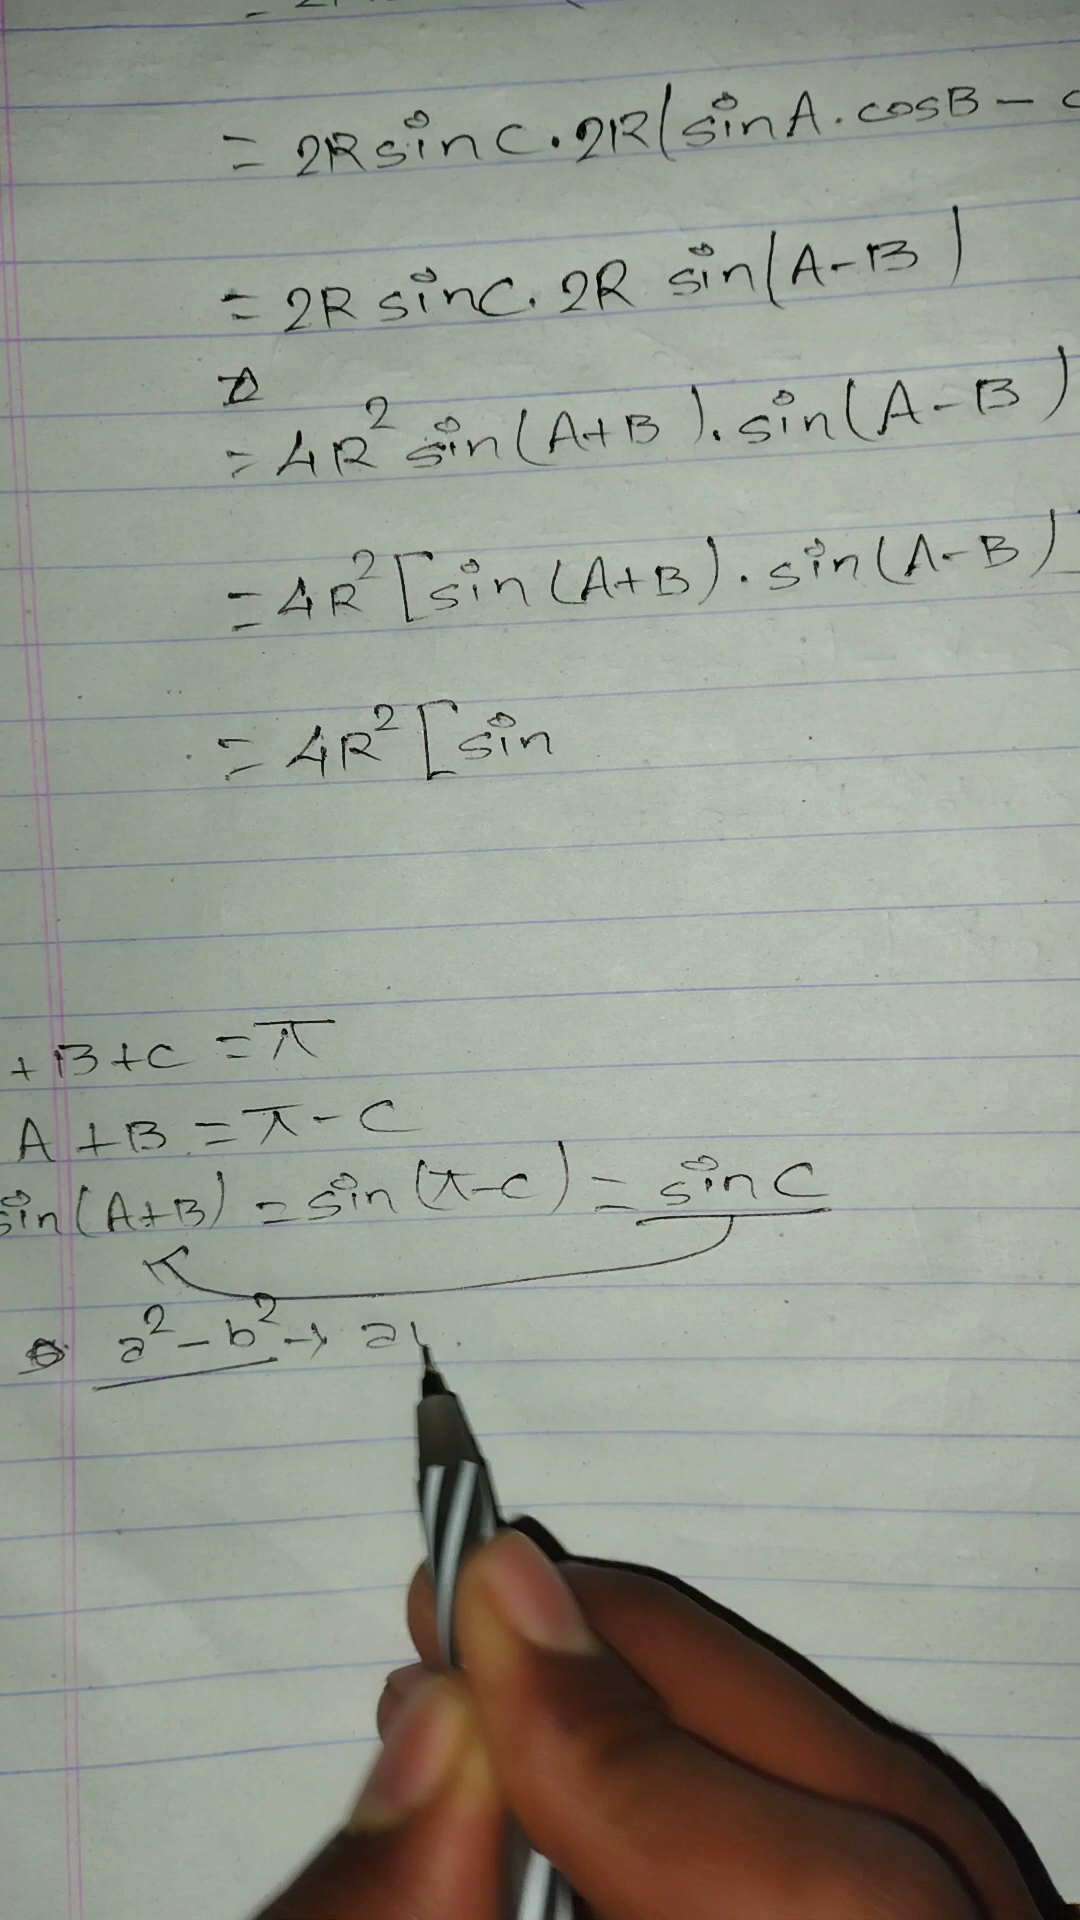 = 2R sin C . 2R (sin A . cos B -
= 2R sin C . 2R sin (A - B)
= 4R² sin (A+B) . sin (A - B)
= 4R² [sin (A+B) . sin (A - B)]
= 4R² [sin
+ B + C = π
A + B = π - C
sin (A+B) = sin (π - C) = sin C
a² - b² →